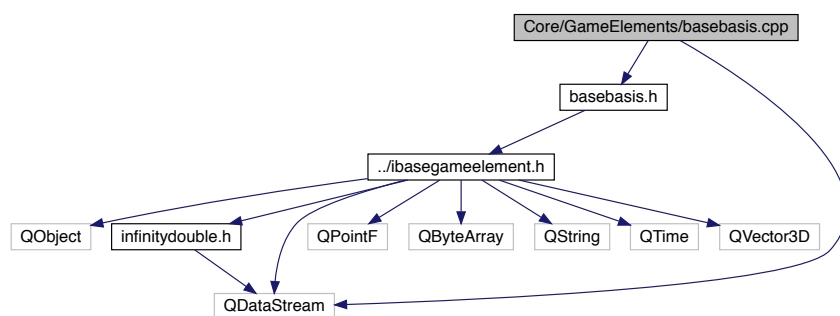 Core/GameElements/basebasis.cpp
basebasis.h
../ibasegameelement.h
QObject
infinitydouble.h
QPointF
QByteArray
QString
QTime
QVector3D
QDataStream